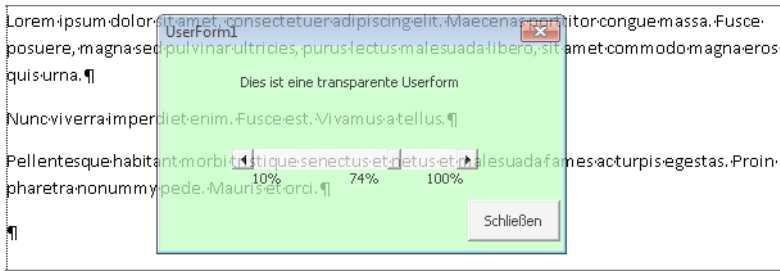 Lorem ipsum dolor sit amet, consectetuer adipiscing elit. Maecenas porttitor congue massa. Fusce
posuere, magna sed pulvinar ultricies, purus lectus malesuada libero, sit amet commodo magna eros
quis urna.¶
Nunc viverra imperdiet enim. Fusce est. Vivamus a tellus.¶
Pellentesque habitant morbi tristique senectus et netus et malesuada fames ac turpis egestas. Proin
pharetra nonummy pede. Mauris et orci.¶
¶
UserForm1
Dies ist eine transparente Userform
10% 74% 100%
Schließen